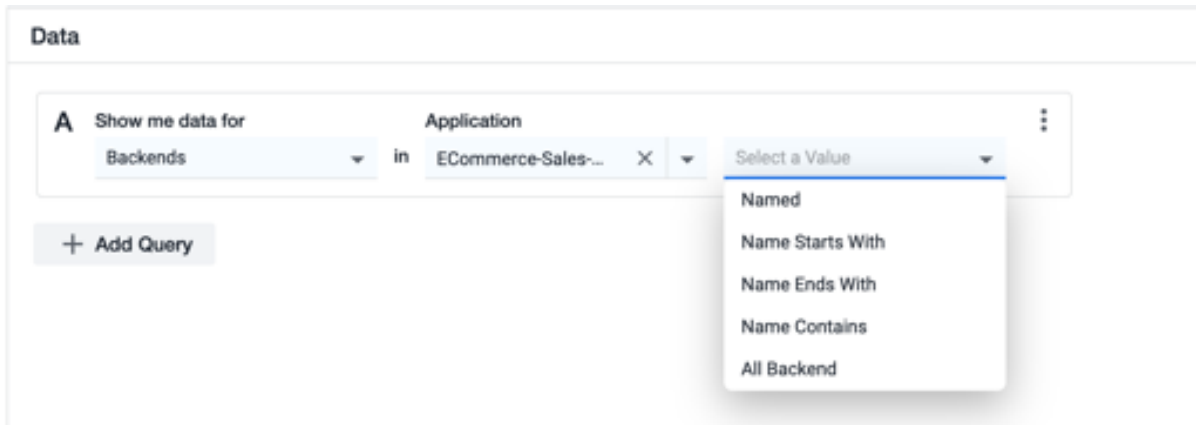 Data
A Show me data for Application
Backends in ECommerce-Sales-... Select a Value
Named
+ Add Query
Name Starts With
Name Ends With
Name Contains
All Backend